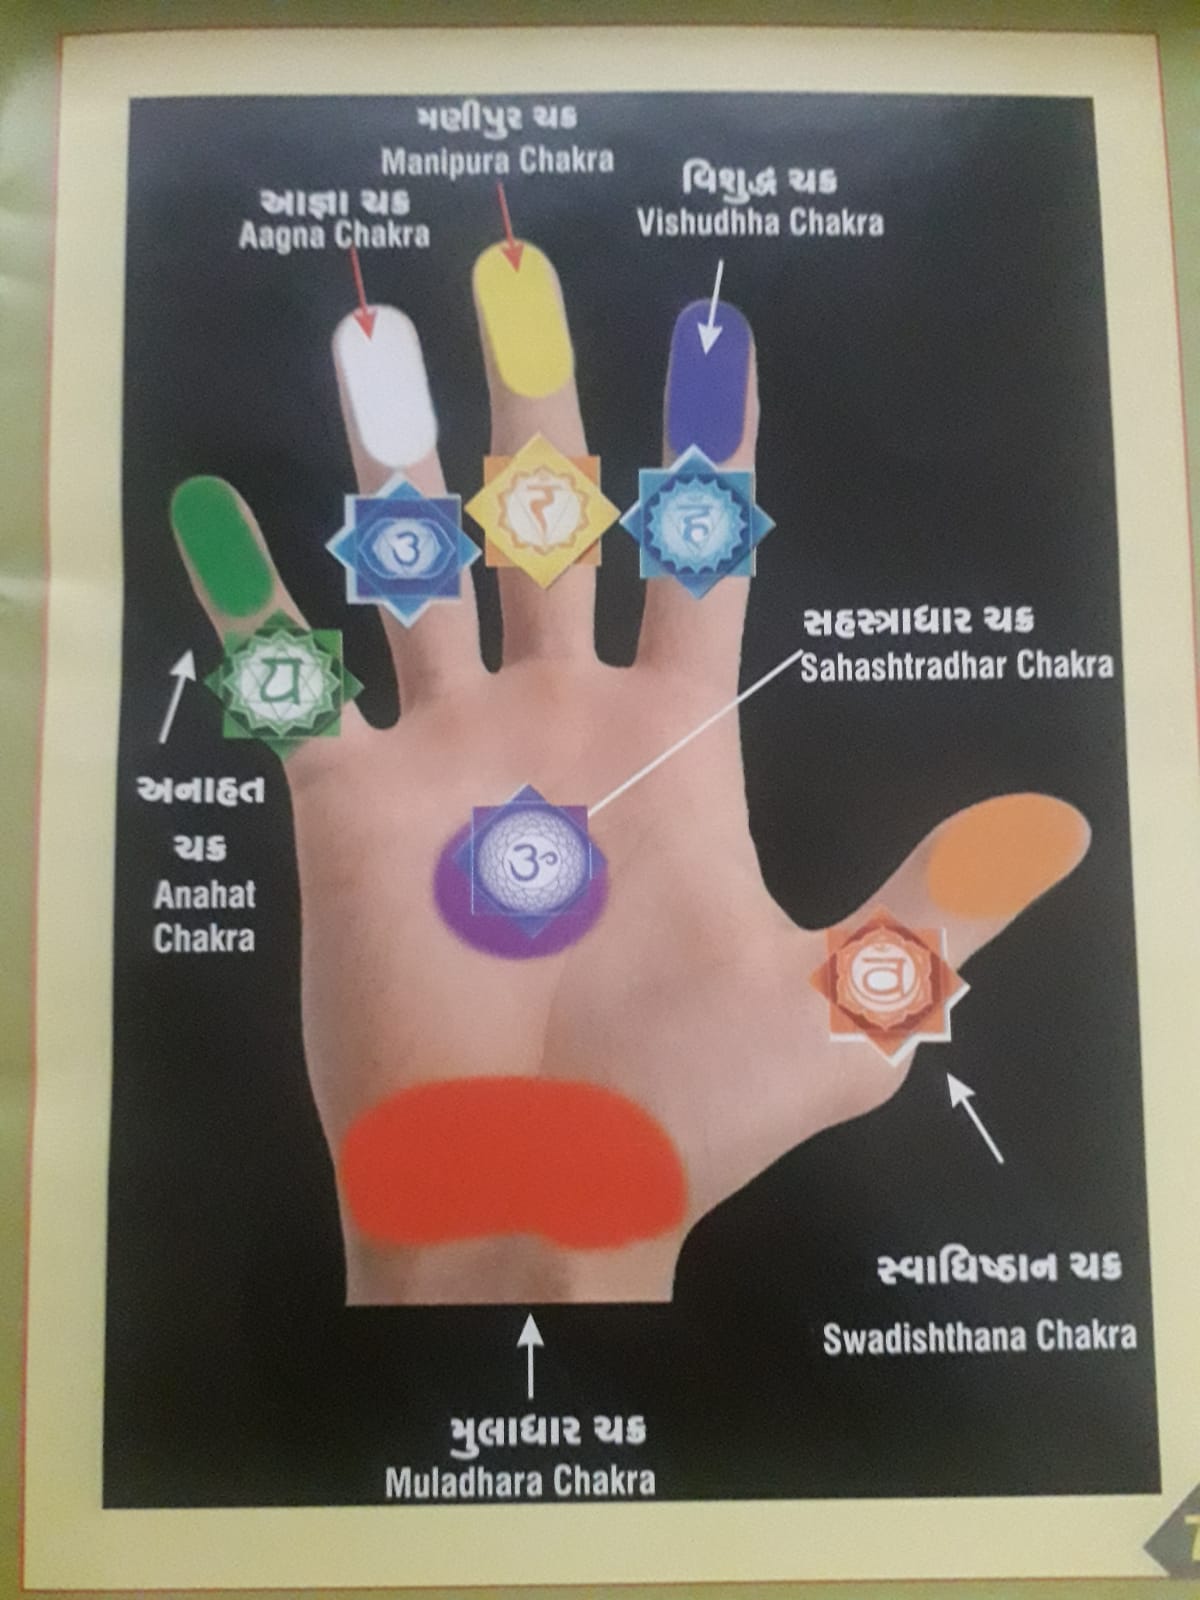 મણીપુર ચક્ર
Manipura Chakra
આજ્ઞા ચક્ર
Aagna Chakra
વિશુદ્ધ ચક્ર
Vishudhha Chakra
ॐ
र
ह
સહસ્ત્રાધાર ચક્ર
Sahashtradhar Chakra
य
અનાહત
ચક્ર
Anahat
Chakra
ॐ
व
સ્વાધિષ્ઠાન ચક્ર
Swadishthana Chakra
મુલાધાર ચક્ર
Muladhara Chakra